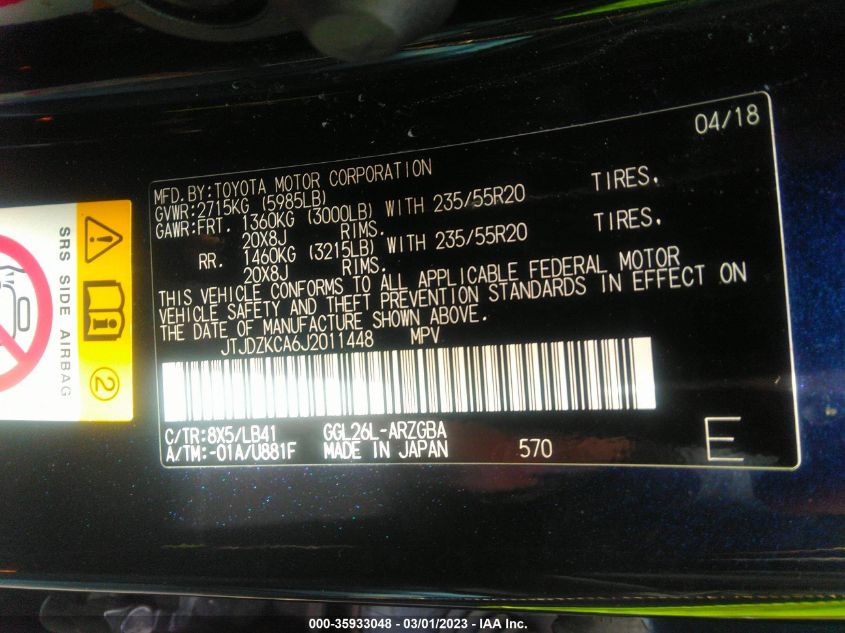 04/18
MFD.BY:TOYOTA MOTOR CORPORATION
GVWR:2715KG (5985LB)
GAWR:FRT. 1360KG (3000LB) WITH 235/55R20 TIRES,
20X8J RIMS.
RR. 1460KG (3215LB) WITH 235/55R20 TIRES,
20X8J RIMS.
THIS VEHICLE CONFORMS TO ALL APPLICABLE FEDERAL MOTOR
VEHICLE SAFETY AND THEFT PREVENTION STANDARDS IN EFFECT ON
THE DATE OF MANUFACTURE SHOWN ABOVE.
JTJDZKCA6J2011448 MPV
C/TR:8X5/LB41 GGL26L-ARZGBA
A/TM:-01A/U881F MADE IN JAPAN 570 E
SRS SIDE AIRBAG
2
000-35933048 - 03/01/2023 - IAA Inc.